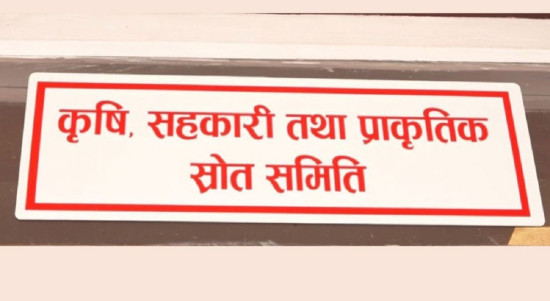 कृषि, सहकारी तथा प्राकृतिक
स्रोत समिति